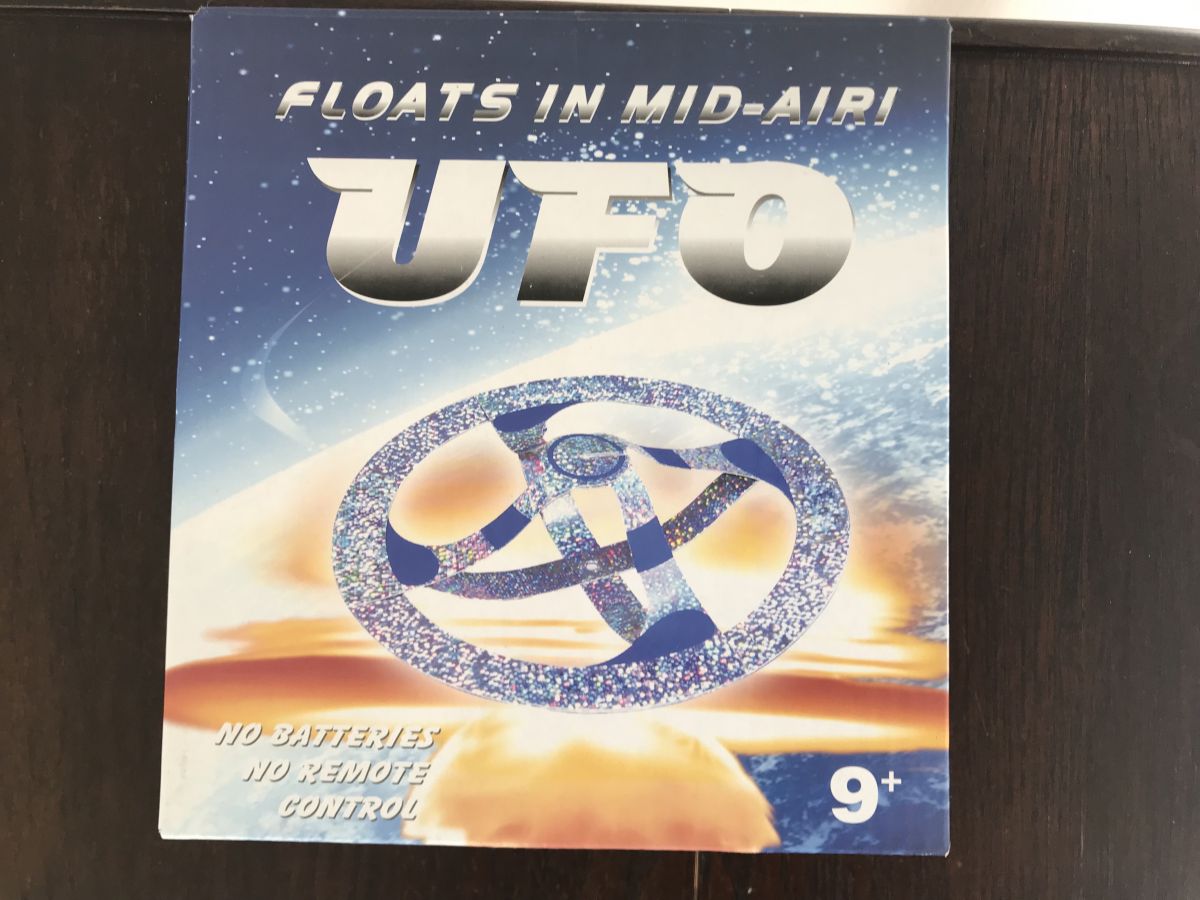 FLOATS IN MID-AIR!
UFO
NO BATTERIES
NO REMOTE
CONTROL
9+